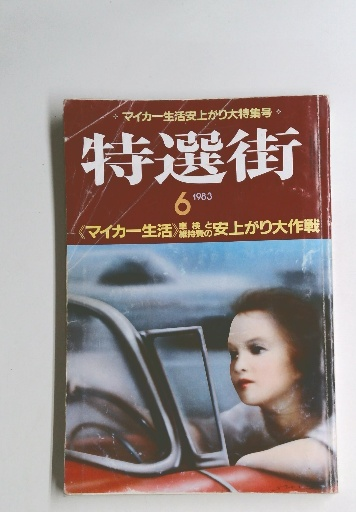 マイカー生活安上がり大特集号
特選街
6 1983
《マイカー生活》車検と維持費の安上がり大作戦